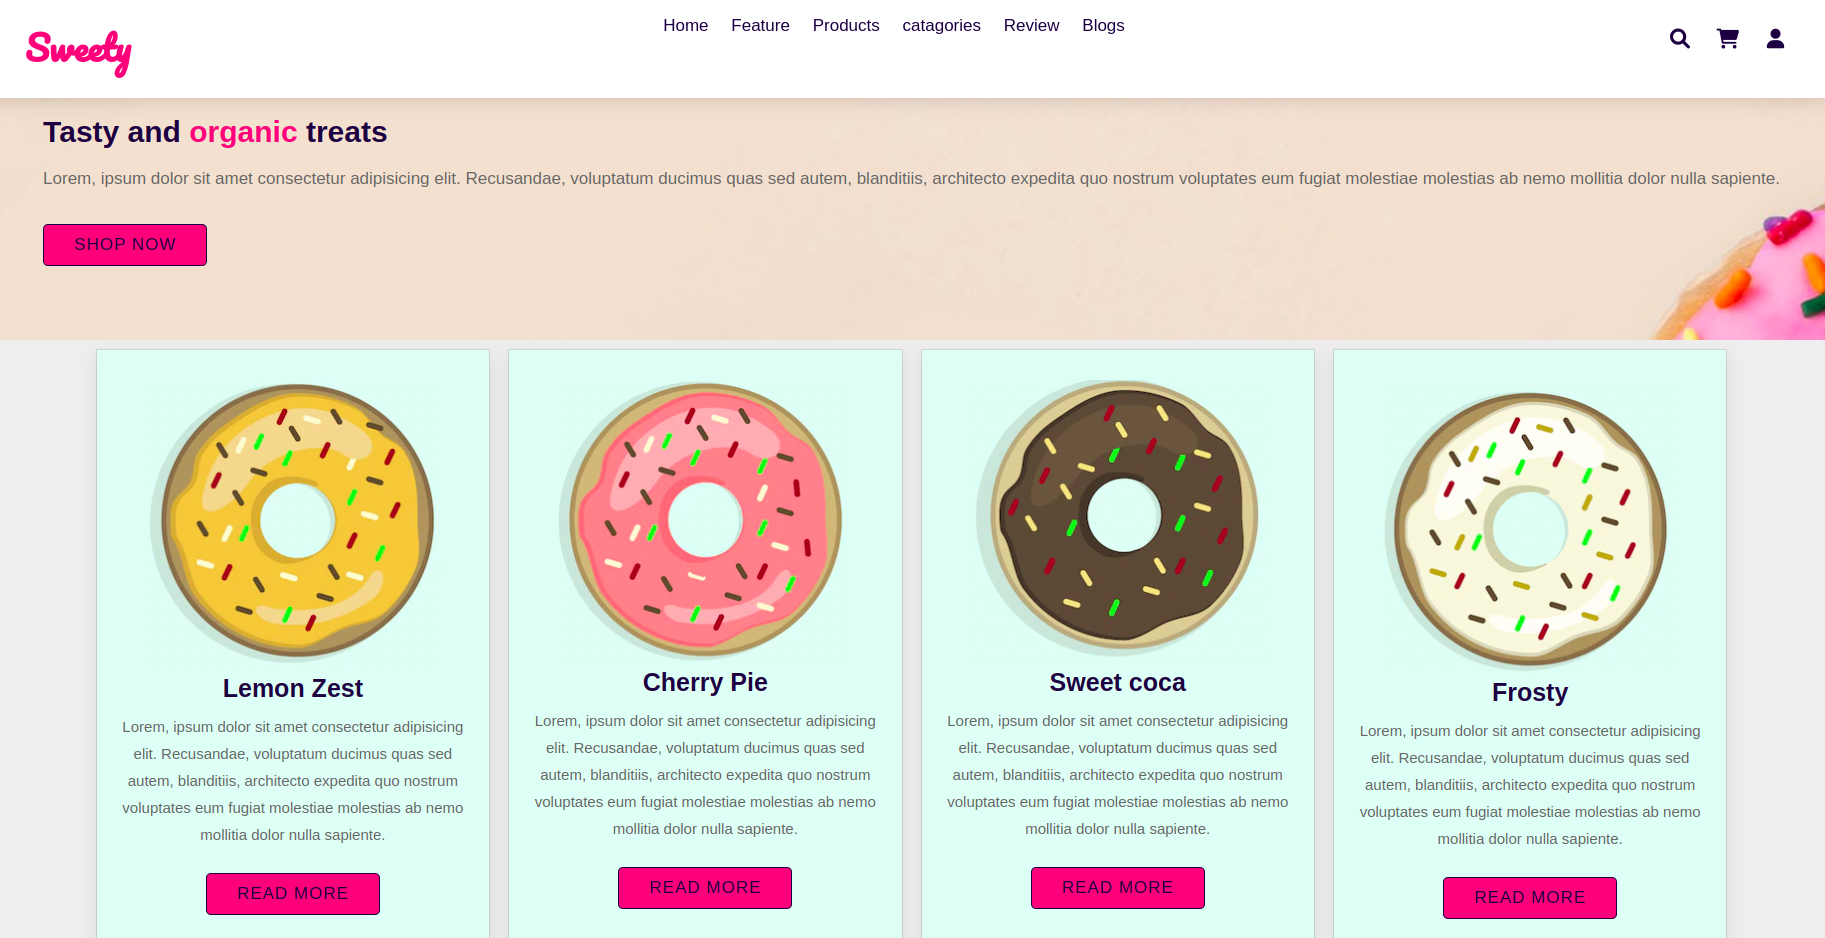 Sweety
Home Feature Products catagories Review Blogs
Tasty and organic treats
Lorem, ipsum dolor sit amet consectetur adipisicing elit. Recusandae, voluptatum ducimus quas sed autem, blanditiis, architecto expedita quo nostrum voluptates eum fugiat molestiae molestias ab nemo mollitia dolor nulla sapiente.
SHOP NOW
Lemon Zest
Lorem, ipsum dolor sit amet consectetur adipisicing
elit. Recusandae, voluptatum ducimus quas sed
autem, blanditiis, architecto expedita quo nostrum
voluptates eum fugiat molestiae molestias ab nemo
mollitia dolor nulla sapiente.
READ MORE
Cherry Pie
Lorem, ipsum dolor sit amet consectetur adipisicing
elit. Recusandae, voluptatum ducimus quas sed
autem, blanditiis, architecto expedita quo nostrum
voluptates eum fugiat molestiae molestias ab nemo
mollitia dolor nulla sapiente.
READ MORE
Sweet coca
Lorem, ipsum dolor sit amet consectetur adipisicing
elit. Recusandae, voluptatum ducimus quas sed
autem, blanditiis, architecto expedita quo nostrum
voluptates eum fugiat molestiae molestias ab nemo
mollitia dolor nulla sapiente.
READ MORE
Frosty
Lorem, ipsum dolor sit amet consectetur adipisicing
elit. Recusandae, voluptatum ducimus quas sed
autem, blanditiis, architecto expedita quo nostrum
voluptates eum fugiat molestiae molestias ab nemo
mollitia dolor nulla sapiente.
READ MORE